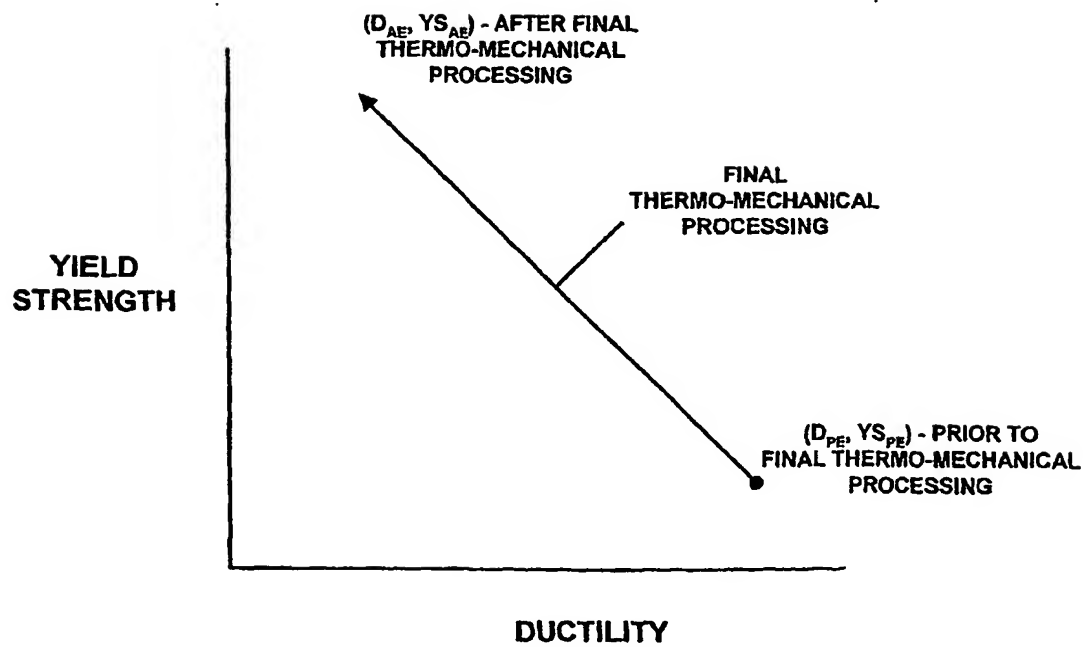 (D_AE, YS_AE) - AFTER FINAL
THERMO-MECHANICAL
PROCESSING
FINAL
THERMO-MECHANICAL
PROCESSING
YIELD
STRENGTH
(D_PE, YS_PE) - PRIOR TO
FINAL THERMO-MECHANICAL
PROCESSING
DUCTILITY